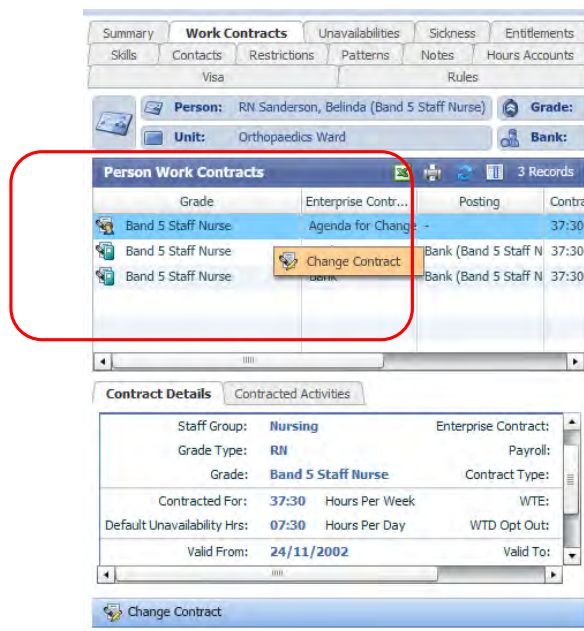 Summary Work Contracts Unavailabilities Sickness Entitlements
Skills Contacts Restrictions Patterns Notes Hours Accounts
Visa Rules
Person: RN Sanderson, Belinda (Band 5 Staff Nurse) Grade:
Unit: Orthopaedics Ward Bank:
Person Work Contracts 3 Records
Grade Enterprise Contr... Posting Contra
Band 5 Staff Nurse Agenda for Change - 37:30
Band 5 Staff Nurse Bank (Band 5 Staff N 37:30
Change Contract
Band 5 Staff Nurse Bank Bank (Band 5 Staff N 37:30
Contract Details Contracted Activities
Staff Group: Nursing Enterprise Contract:
Grade Type: RN Payroll:
Grade: Band 5 Staff Nurse Contract Type:
Contracted For: 37:30 Hours Per Week WTE:
Default Unavailability Hrs: 07:30 Hours Per Day WTD Opt Out:
Valid From: 24/11/2002 Valid To:
Change Contract